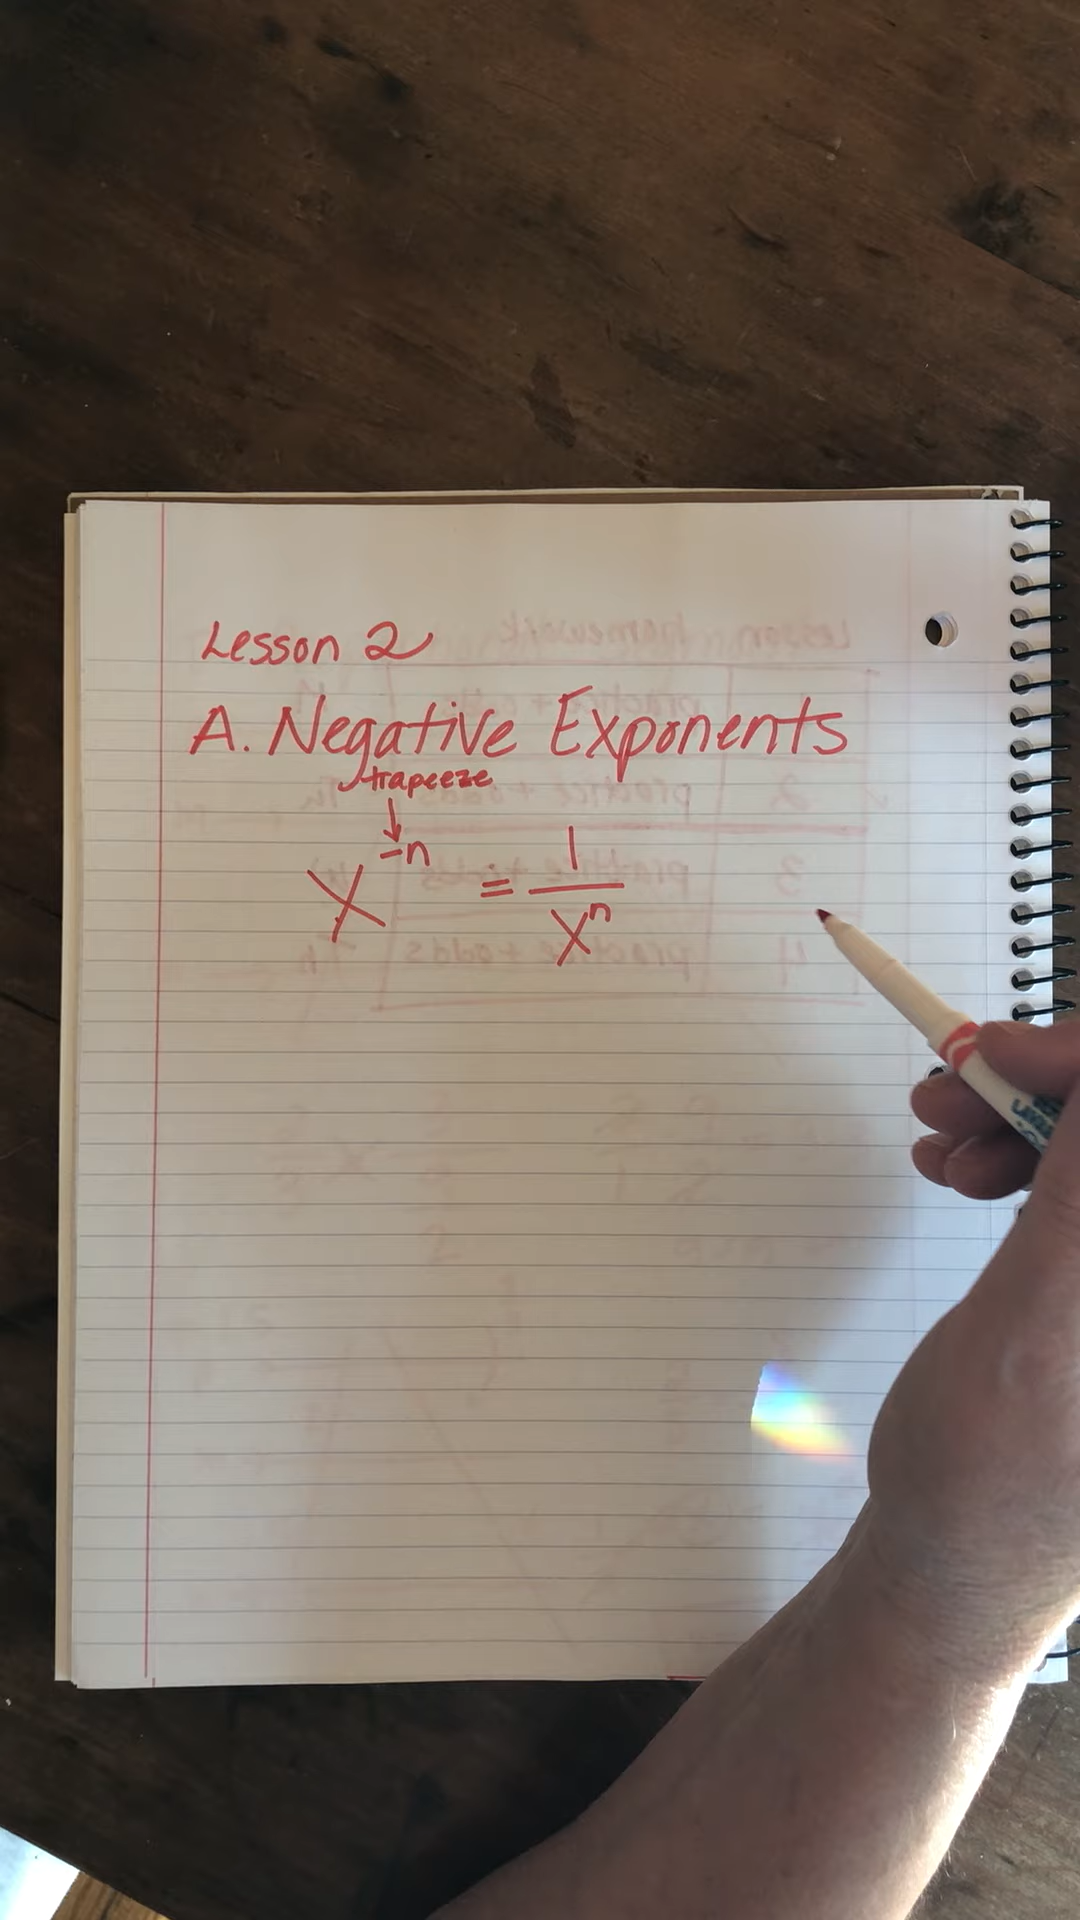 Lesson 2
A. Negative Exponents
trapeeze
x^-n = 1/x^n